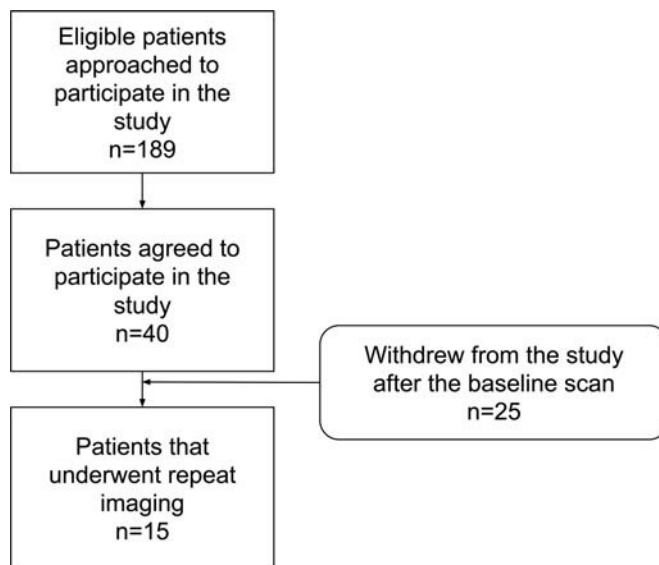 Eligible patients
approached to
participate in the
study
n=189
Patients agreed to
participate in the
study
n=40
Withdrew from the study
after the baseline scan
n=25
Patients that
underwent repeat
imaging
n=15